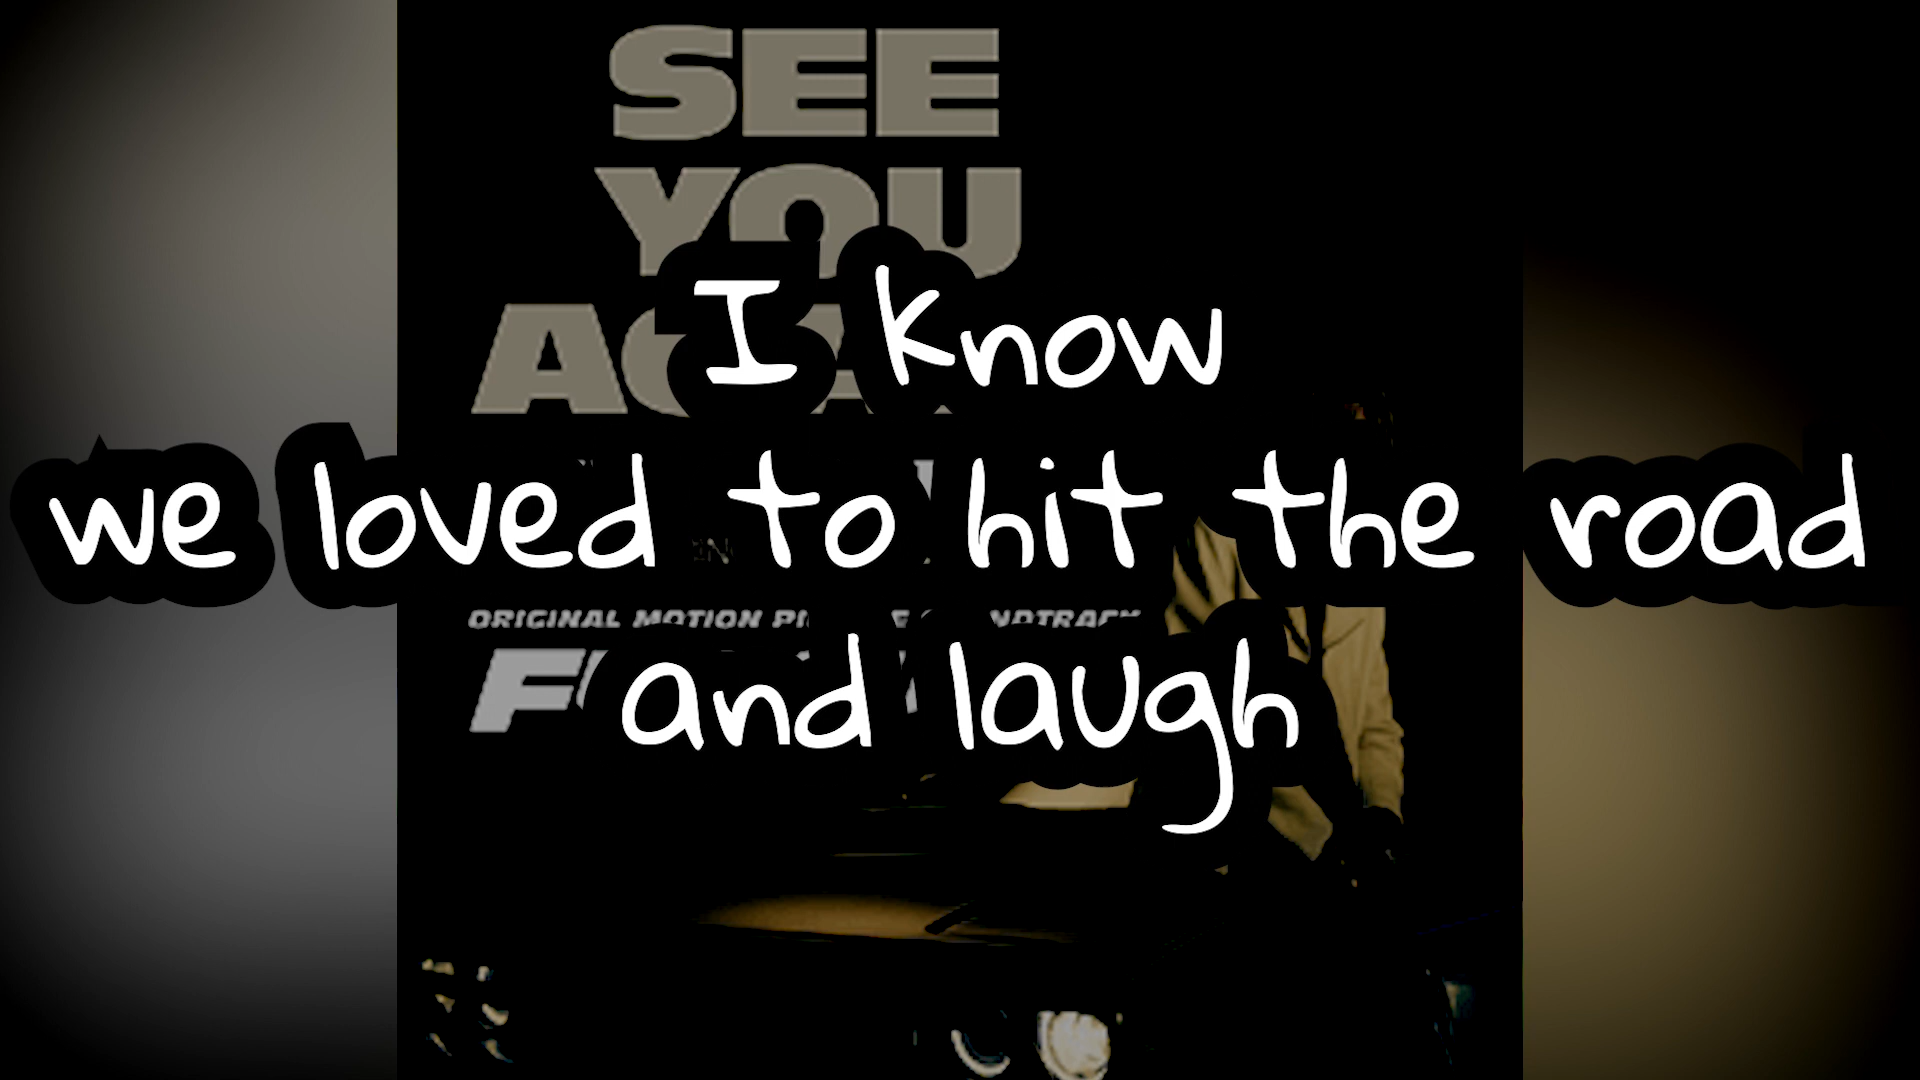 SEE
YOU
I know
we loved to hit the road
ORIGINAL MOTION
and laugh